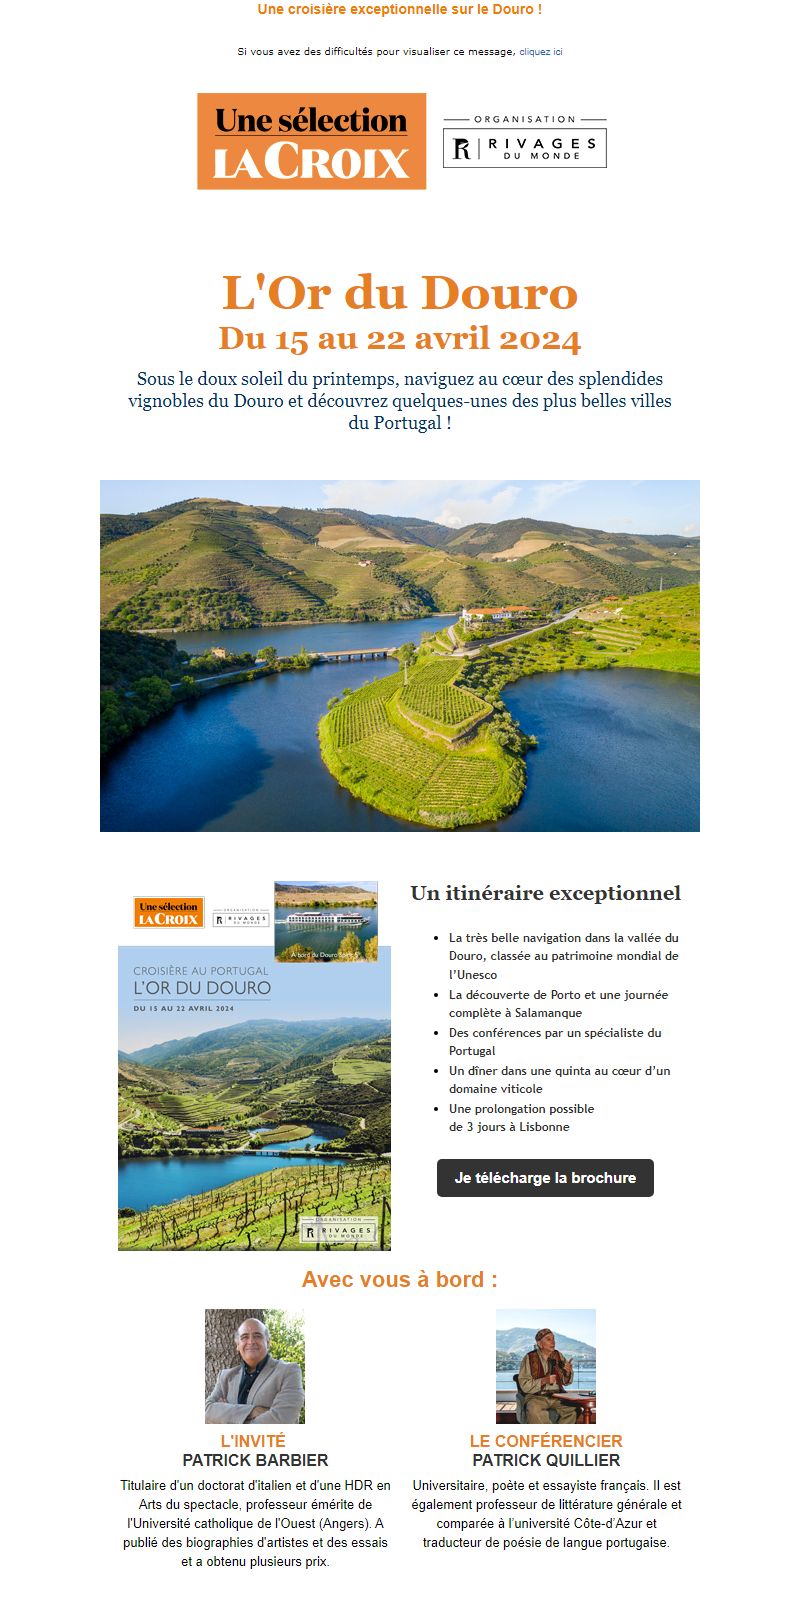 Une croisière exceptionnelle sur le Douro !
Si vous avez des difficultés pour visualiser ce message, cliquez ici
Une sélection
LA CROIX
ORGANISATION
R RIVAGES
DU MONDE
L'Or du Douro
Du 15 au 22 avril 2024
Sous le doux soleil du printemps, naviguez au cœur des splendides
vignobles du Douro et découvrez quelques-unes des plus belles villes
du Portugal !
Une sélection
LA CROIX
ORGANISATION
R RIVAGES
DU MONDE
A bord du Douro Spirit
CROISIÈRE AU PORTUGAL
L'OR DU DOURO
DU 15 AU 22 AVRIL 2024
ORGANISATION
R RIVAGES
DU MONDE
Un itinéraire exceptionnel
• La très belle navigation dans la vallée du
Douro, classée au patrimoine mondial de
l’Unesco
• La découverte de Porto et une journée
complète à Salamanque
• Des conférences par un spécialiste du
Portugal
• Un dîner dans une quinta au cœur d’un
domaine viticole
• Une prolongation possible
de 3 jours à Lisbonne
Je télécharge la brochure
Avec vous à bord :
L'INVITÉ
PATRICK BARBIER
Titulaire d'un doctorat d'italien et d'une HDR en
Arts du spectacle, professeur émérite de
l'Université catholique de l'Ouest (Angers). A
publié des biographies d'artistes et des essais
et a obtenu plusieurs prix.
LE CONFÉRENCIER
PATRICK QUILLIER
Universitaire, poète et essayiste français. Il est
également professeur de littérature générale et
comparée à l’université Côte-d’Azur et
traducteur de poésie de langue portugaise.